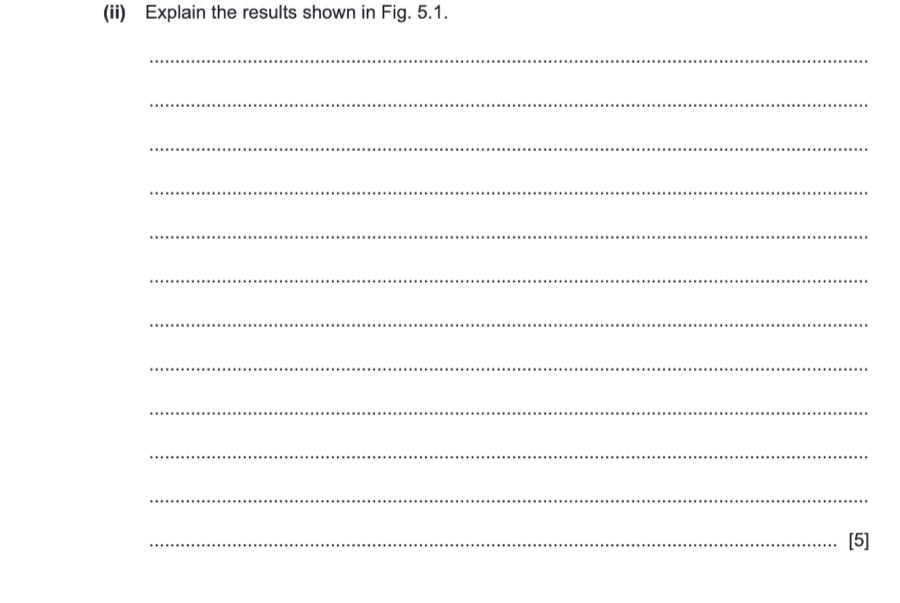 (ii) Explain the results shown in Fig. 5.1.
[5]